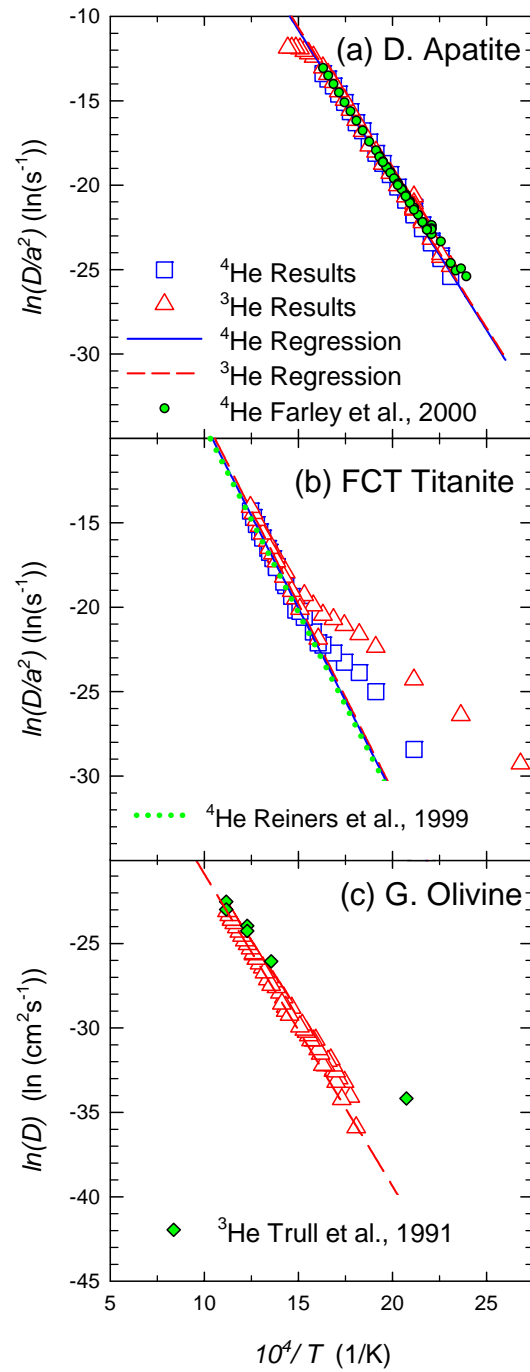 -10
(a) D. Apatite
-15
-20
-25
-30
ln(D/a²) (ln(s⁻¹)
⁴He Results
³He Results
⁴He Regression
³He Regression
⁴He Farley et al., 2000
(b) FCT Titanite
-15
-20
-25
-30
ln(D/a²) (ln(s⁻¹)
⁴He Reiners et al., 1999
(c) G. Olivine
-25
-30
-35
-40
-45
ln(D) (ln (cm²s⁻¹))
³He Trull et al., 1991
5 10 15 20 25
10⁴/T (1/K)